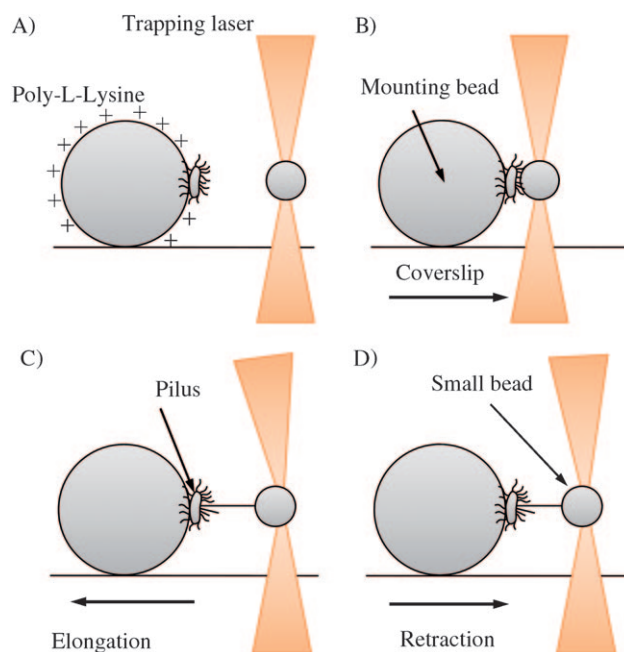 A)
Trapping laser
Poly-L-Lysine
+ + + + + + + + + + + +
B)
Mounting bead
Coverslip
C)
Pilus
Elongation
D)
Small bead
Retraction